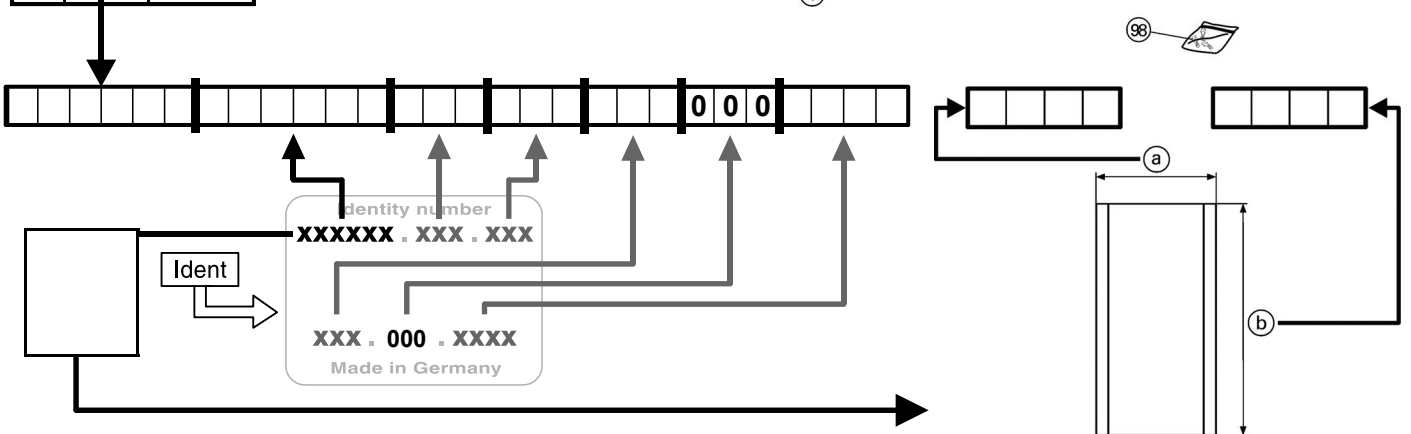 98
0 0 0
a
Identity number
xxxxxx . xxx . xxx
Ident
b
xxx . 000 . xxxx
Made in Germany